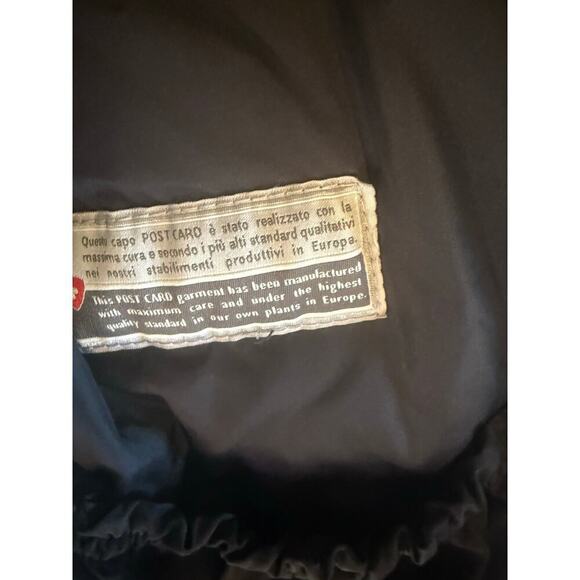 Questo capo POST CARD è stato realizzato con la
massima cura e secondo i più alti standard qualitativi
nei nostri stabilimenti produttivi in Europa.
This POST CARD garment has been manufactured
with maximum care and under the highest
quality standard in our own plants in Europe.